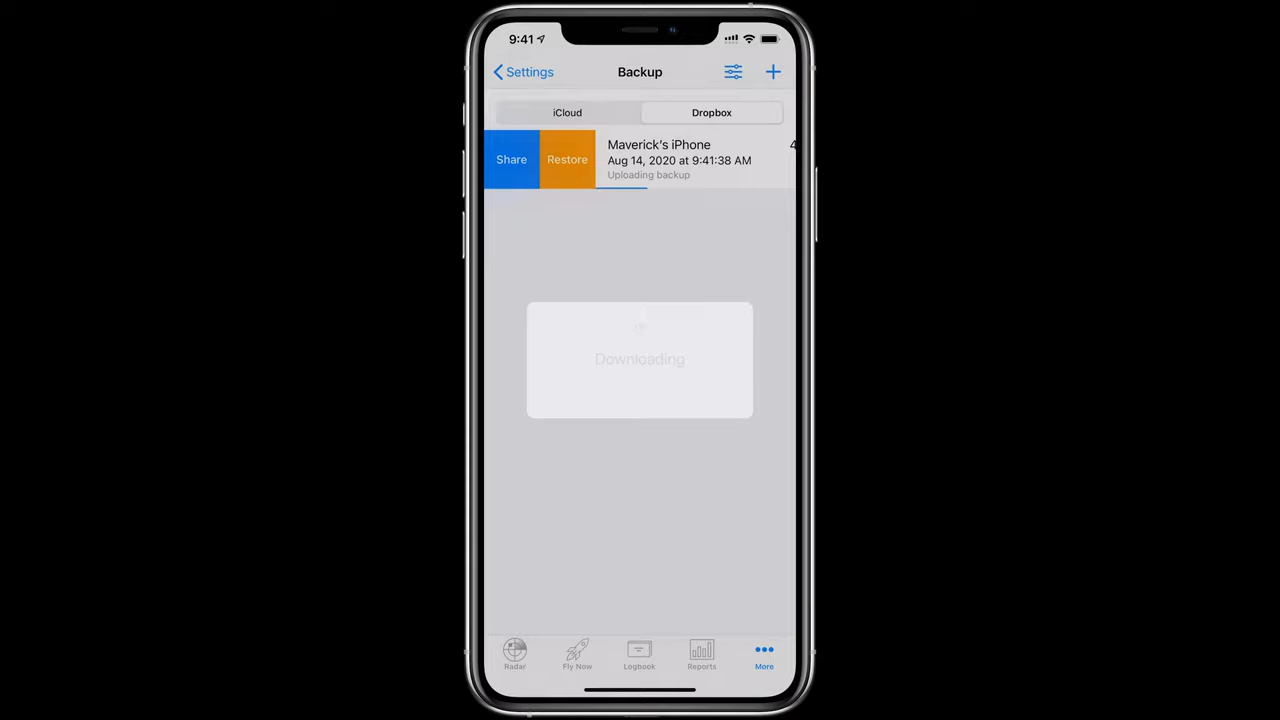 9:41
Settings
Backup
iCloud
Dropbox
Share
Restore
Maverick's iPhone
4
Aug 14, 2020 at 9:41:38 AM
Uploading backup
Downloading
Radar
Fly Now
Logbook
Reports
More